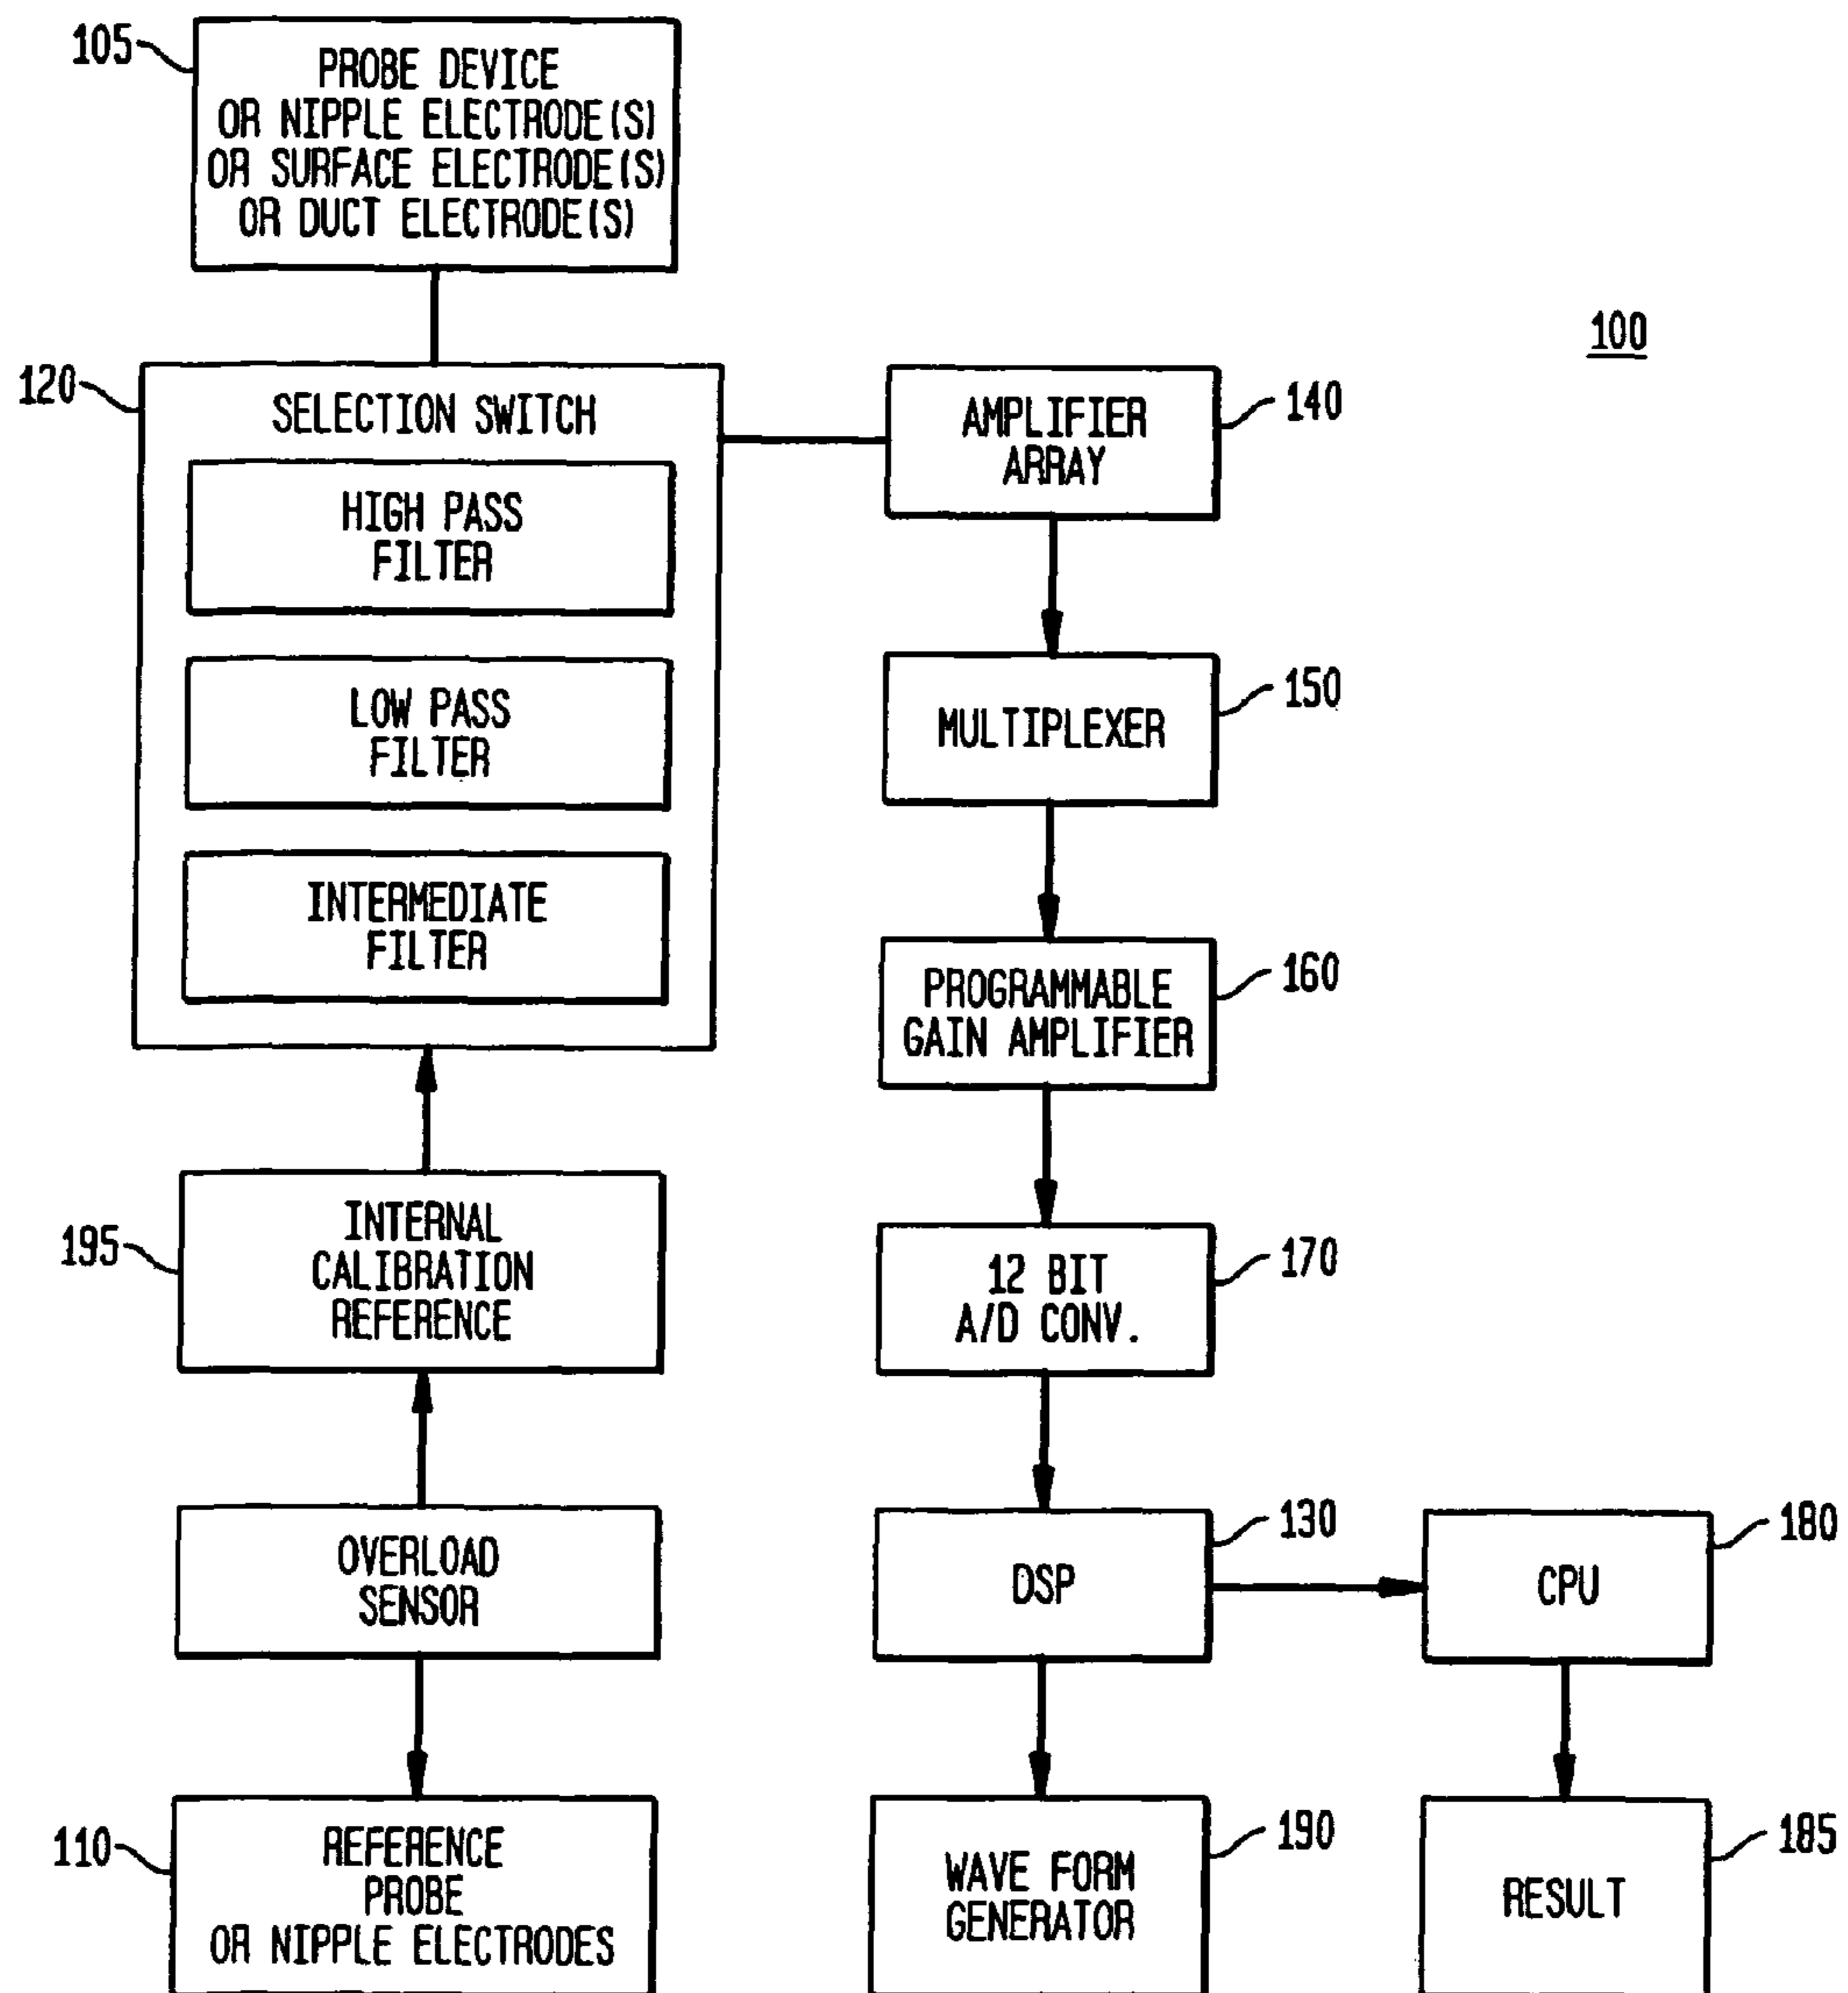 105
PROBE DEVICE
OR NIPPLE ELECTRODE(S)
OR SURFACE ELECTRODE(S)
OR DUCT ELECTRODE(S)
100
120
SELECTION SWITCH
HIGH PASS
FILTER
LOW PASS
FILTER
INTERMEDIATE
FILTER
AMPLIFIER
ARRAY
140
MULTIPLEXER
150
PROGRAMMABLE
GAIN AMPLIFIER
160
195
INTERNAL
CALIBRATION
REFERENCE
12 BIT
A/D CONV.
170
OVERLOAD
SENSOR
DSP
130
CPU
180
110
REFERENCE
PROBE
OR NIPPLE ELECTRODES
WAVE FORM
GENERATOR
190
RESULT
185